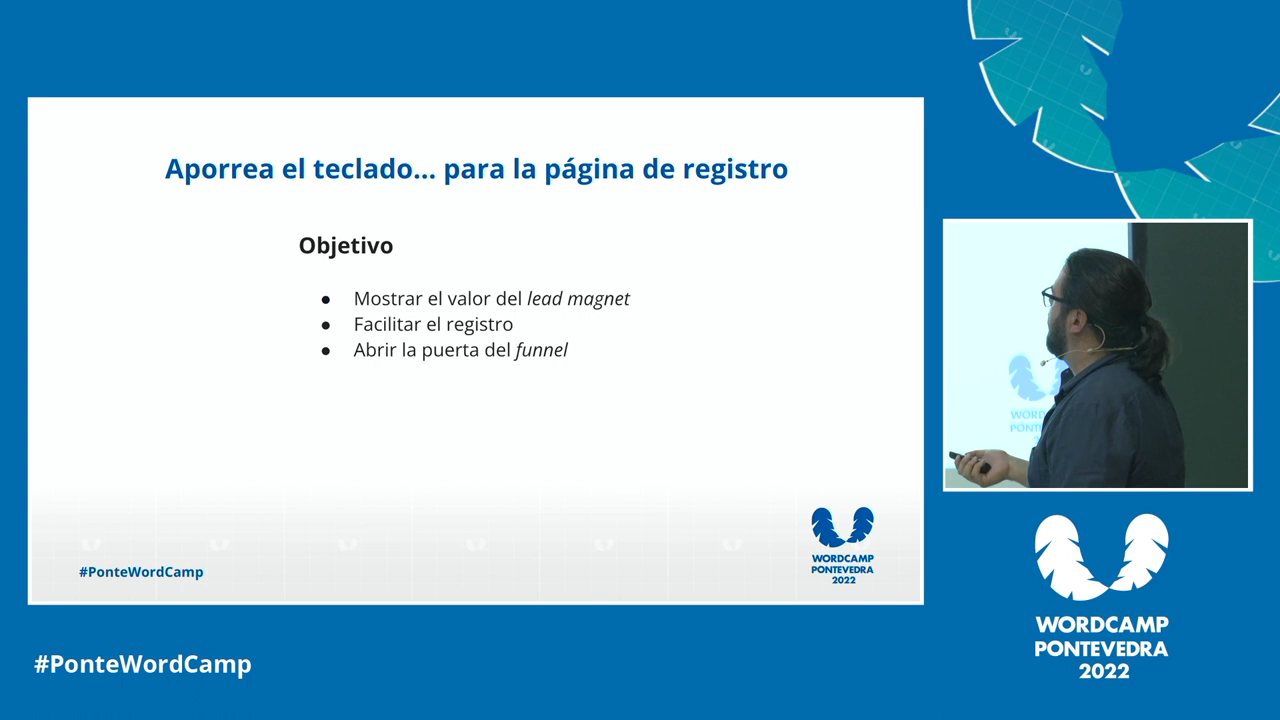 Aporrea el teclado... para la página de registro
Objetivo
● Mostrar el valor del lead magnet
● Facilitar el registro
● Abrir la puerta del funnel
#PonteWordCamp
WORDCAMP
PONTEVEDRA
2022
#PonteWordCamp
WORDCAMP
PONTEVEDRA
2022